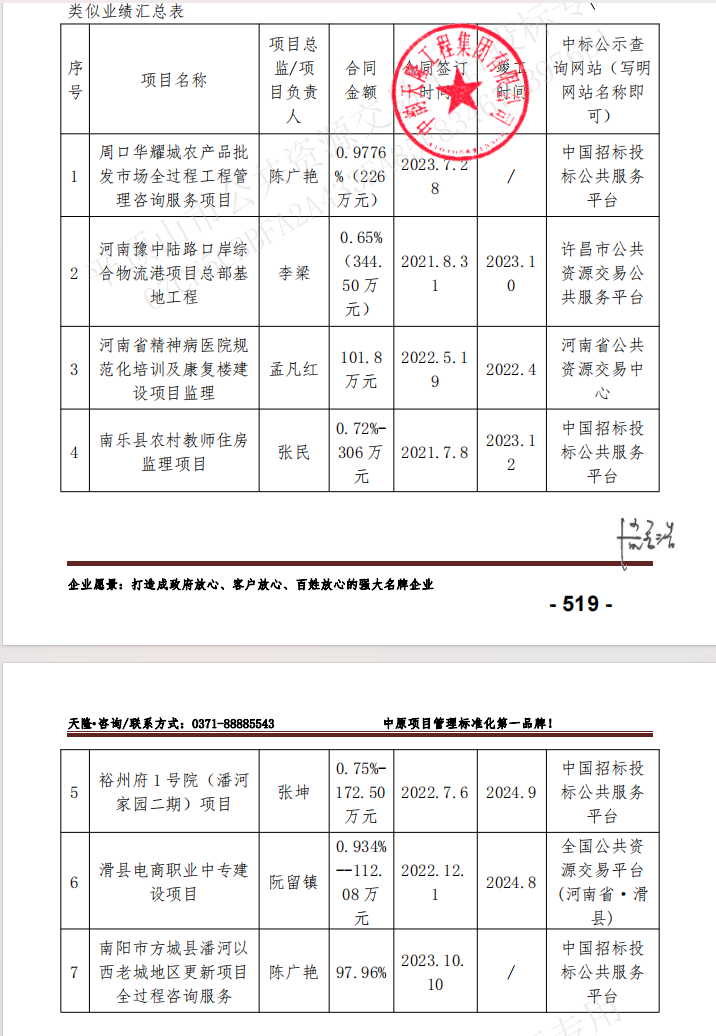 类似业绩汇总表
序号
项目名称
项目总监/项目负责人
合同金额
合同签订时间
竣工时间
中标公示查询网站（写明网站名称即可）
1
周口华耀城农产品批
发市场全过程工程管
理咨询服务项目
陈广艳
0.9776
%（226
万元）
2023.7.2
8
/
中国招标投
标公共服务
平台
2
河南豫中陆路口岸综
合物流港项目总部基
地工程
李梁
0.65%
（344.
50 万
元）
2021.8.3
1
2023.1
0
许昌市公共
资源交易公
共服务平台
3
河南省精神病医院规
范化培训及康复楼建
设项目监理
孟凡红
101.8
万元
2022.5.1
9
2022.4
河南省公共
资源交易中
心
4
南乐县农村教师住房
监理项目
张民
0.72%-
306 万
元
2021.7.8
2023.1
2
中国招标投
标公共服务
平台
企业愿景：打造成政府放心、客户放心、百姓放心的强大名牌企业
- 519 -
天隆·咨询/联系方式：0371-88885543
中原项目管理标准化第一品牌！
5
裕州府 1 号院（潘河
家园二期）项目
张坤
0.75%-
172.50
万元
2022.7.6
2024.9
中国招标投
标公共服务
平台
6
滑县电商职业中专建
设项目
阮留镇
0.934%
--112.
08 万
元
2022.12.
1
2024.8
全国公共资
源交易平台
(河南省·滑
县)
7
南阳市方城县潘河以
西老城地区更新项目
全过程咨询服务
陈广艳
97.96%
2023.10.
10
/
中国招标投
标公共服务
平台